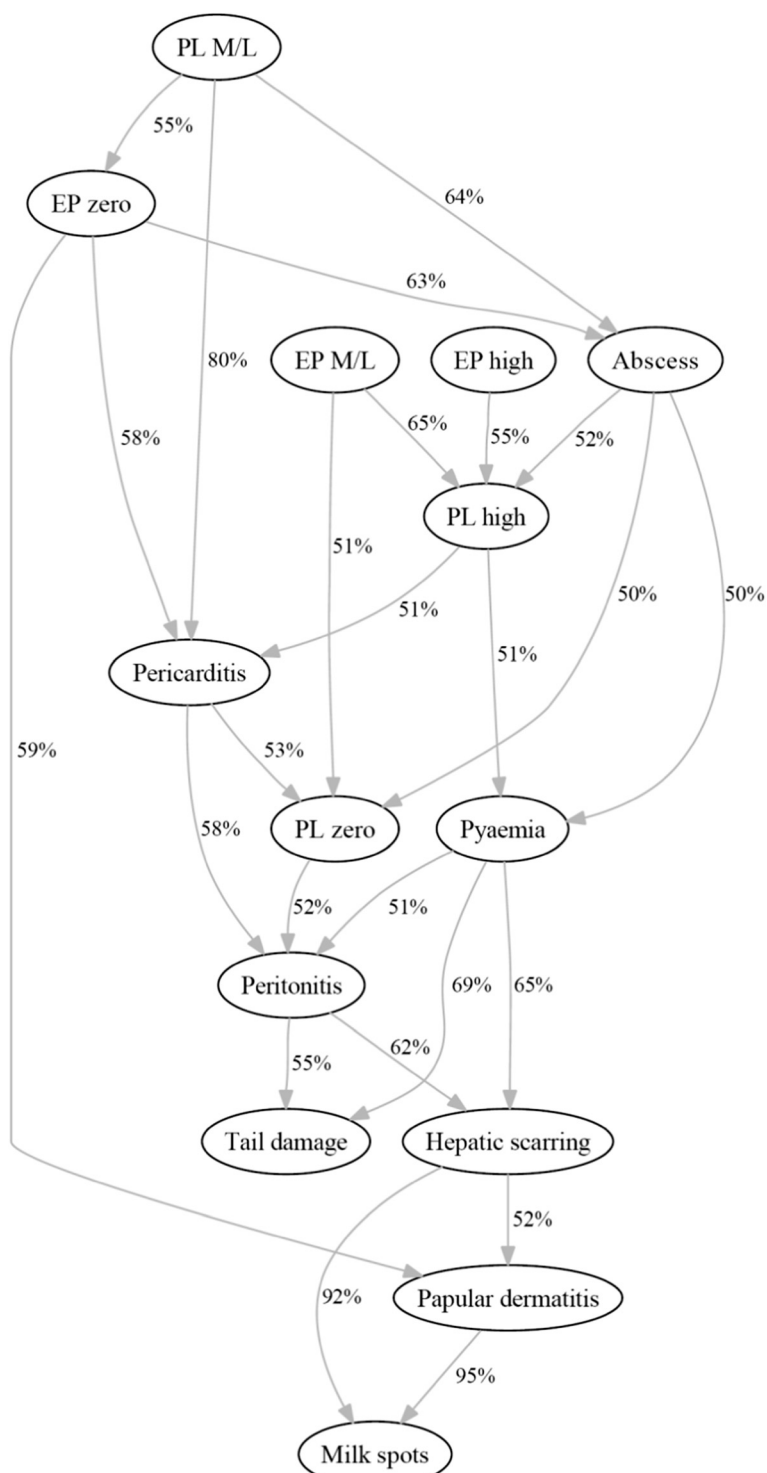 PL M/L
55%
EP zero
64%
63%
EP M/L
EP high
Abscess
80%
58%
65%
55%
52%
PL high
51%
50%
50%
51%
51%
Pericarditis
59%
53%
58%
PL zero
Pyaemia
52%
51%
Peritonitis
69%
65%
62%
55%
Tail damage
Hepatic scarring
52%
92%
Papular dermatitis
95%
Milk spots